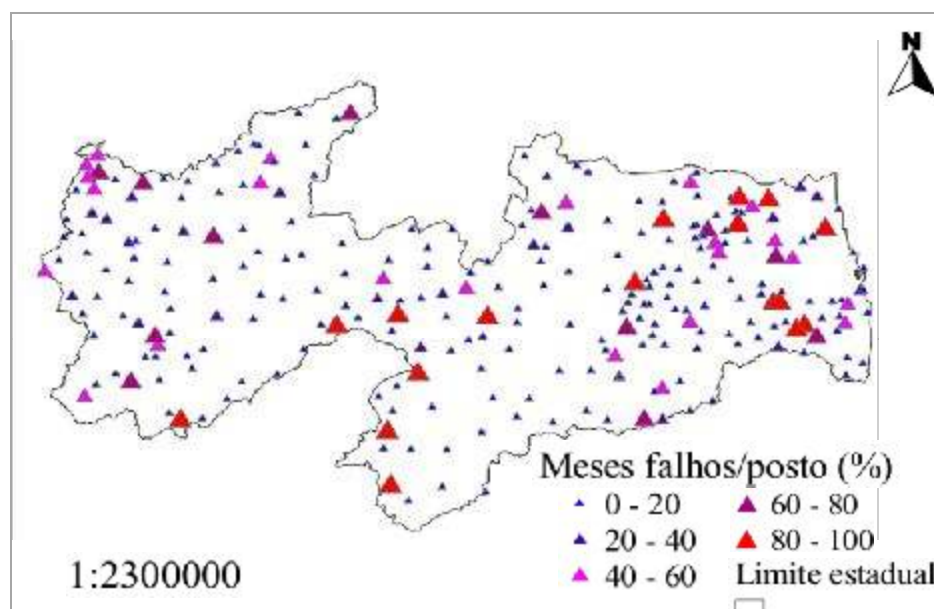 N
Meses falhos/posto (%)
0 - 20
60 - 80
20 - 40
80 - 100
40 - 60
Limite estadual
1:2300000